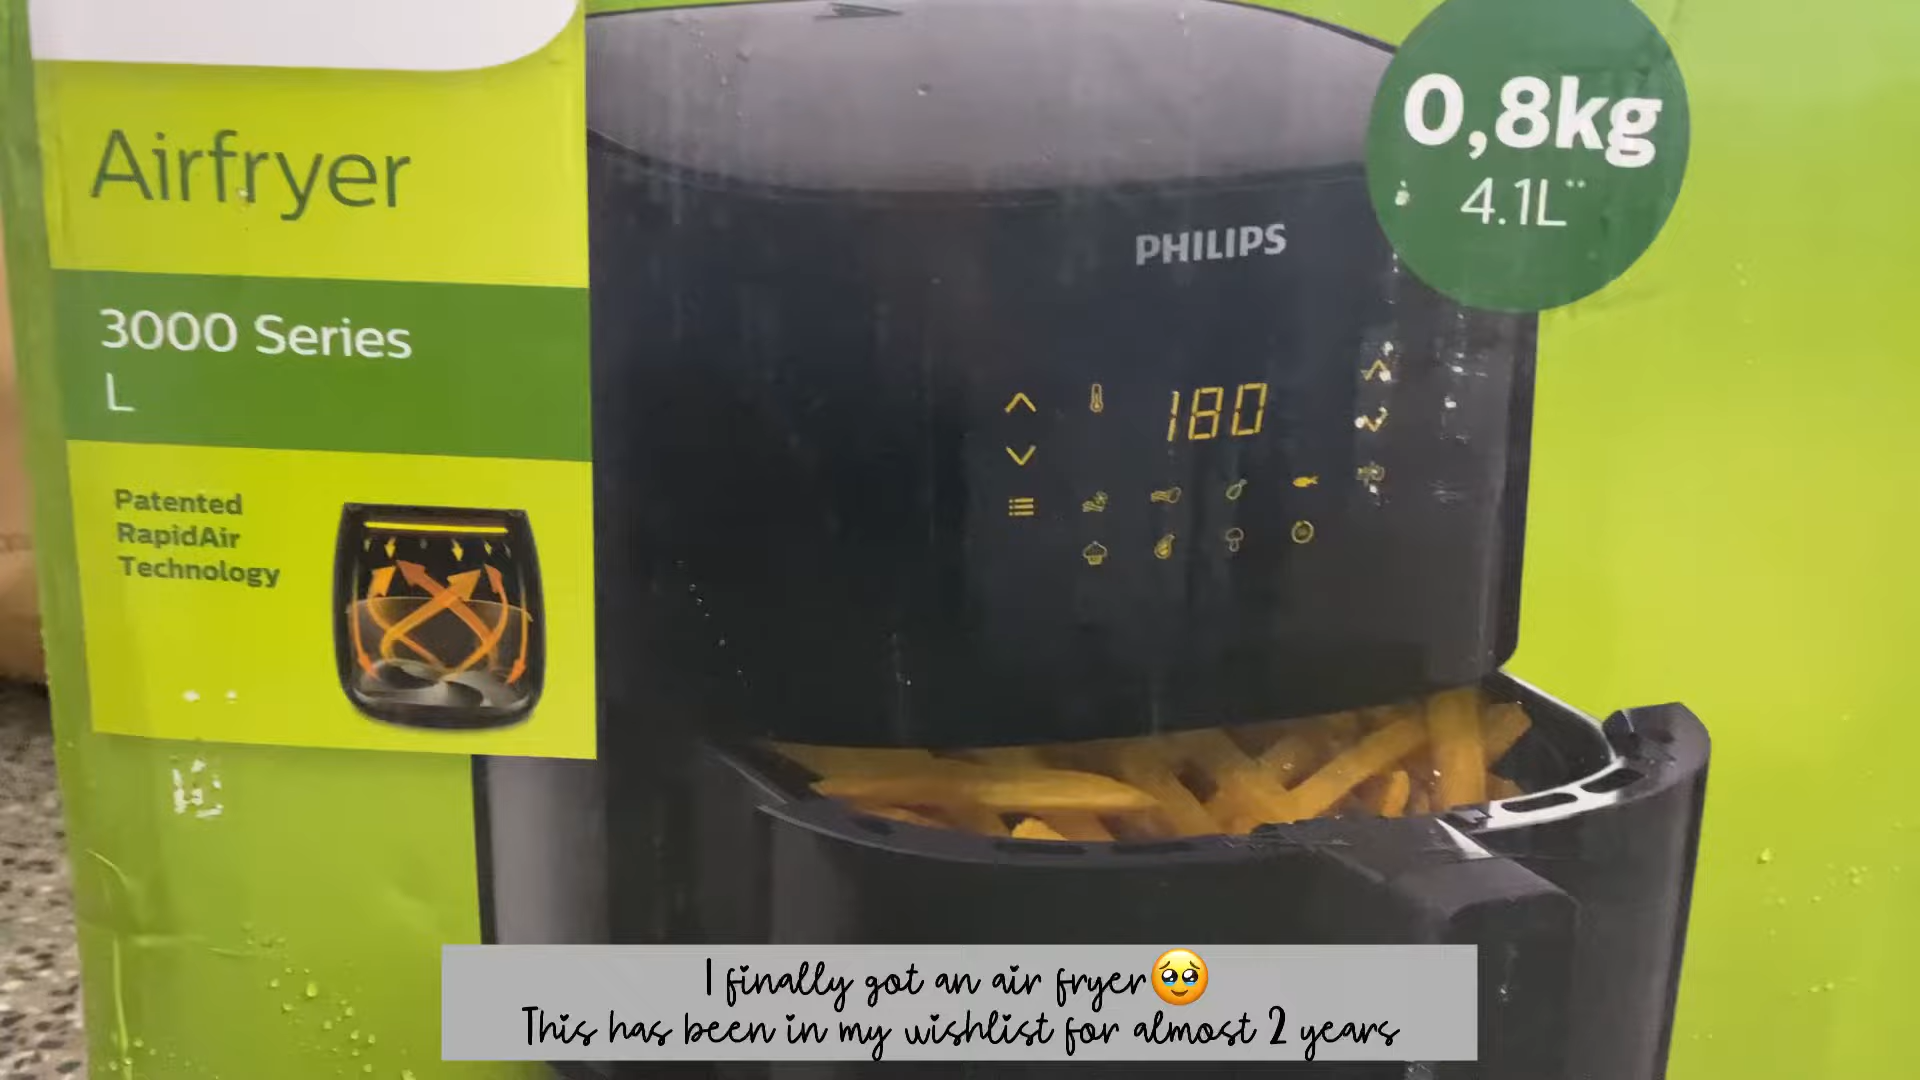 Airfryer
3000 Series
L
Patented
RapidAir
Technology
0,8kg
4.1L**
PHILIPS
180
I finally got an air fryer🥹
This has been in my wishlist for almost 2 years